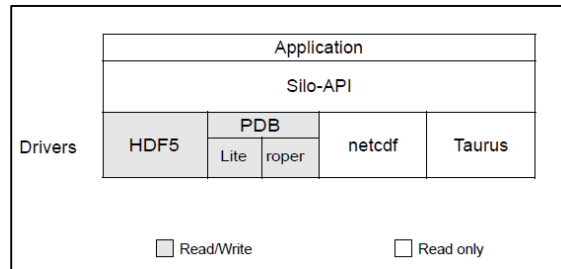 Application
Silo-API
Drivers HDF5 PDB netcdf Taurus
Lite roper
Read/Write Read only